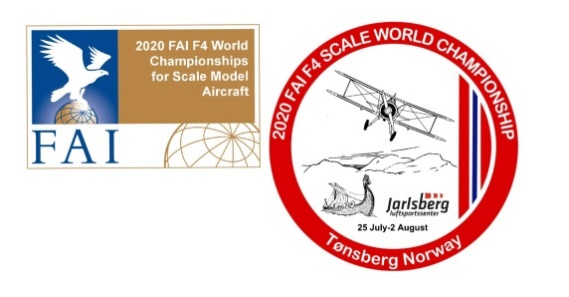 2020 FAI F4 World
Championships
for Scale Model
Aircraft
FAI
2020 FAI F4 SCALE WORLD CHAMPIONSHIP
Jarlsberg
luftsportssenter
25 July-2 August
Tønsberg Norway